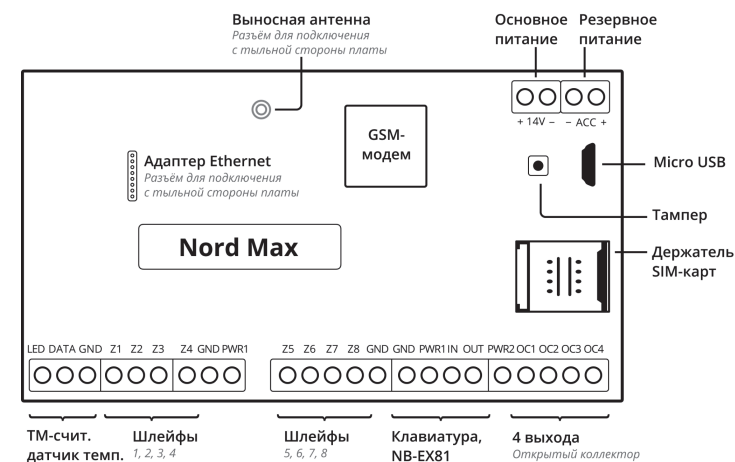 Выносная антенна
Разъём для подключения
с тыльной стороны платы
Основное
питание
Резервное
питание
+ 14V –
– ACC +
GSM-
модем
Адаптер Ethernet
Разъём для подключения
с тыльной стороны платы
Micro USB
Тампер
Nord Max
Держатель
SIM-карт
LED DATA GND Z1 Z2 Z3 Z4 GND PWR1
Z5 Z6 Z7 Z8 GND GND PWR1 IN OUT PWR2 OC1 OC2 OC3 OC4
ТМ-счит.
датчик темп.
Шлейфы
1, 2, 3, 4
Шлейфы
5, 6, 7, 8
Клавиатура,
NB-EX81
4 выхода
Открытый коллектор